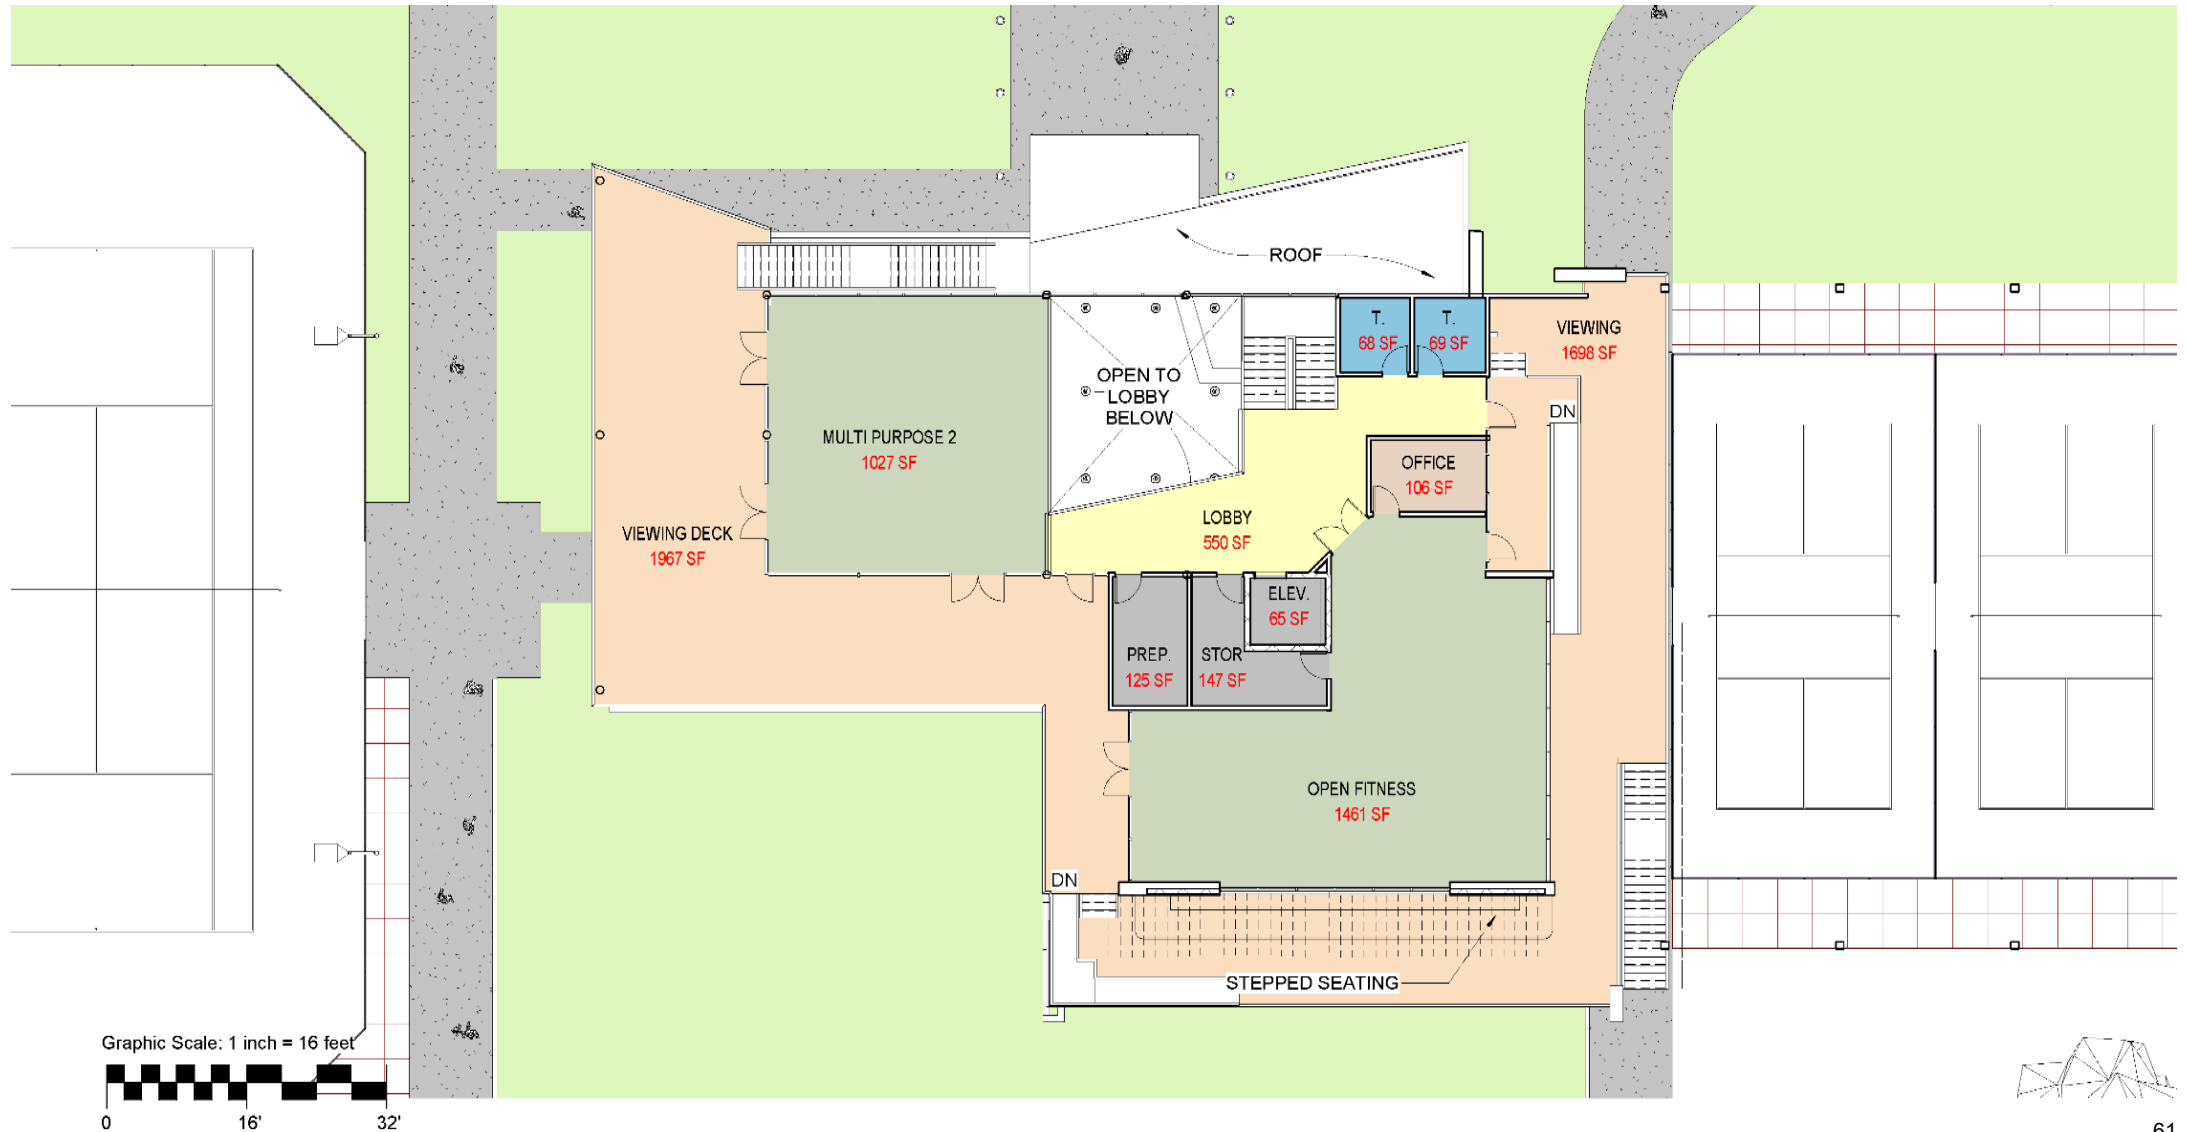 ROOF
T.
68 SF
T.
69 SF
VIEWING
1698 SF
OPEN TO
LOBBY
BELOW
DN
MULTI PURPOSE 2
1027 SF
OFFICE
106 SF
LOBBY
550 SF
VIEWING DECK
1967 SF
ELEV.
65 SF
PREP.
125 SF
STOR
147 SF
OPEN FITNESS
1461 SF
DN
STEPPED SEATING
Graphic Scale: 1 inch = 16 feet
0 16' 32'
61